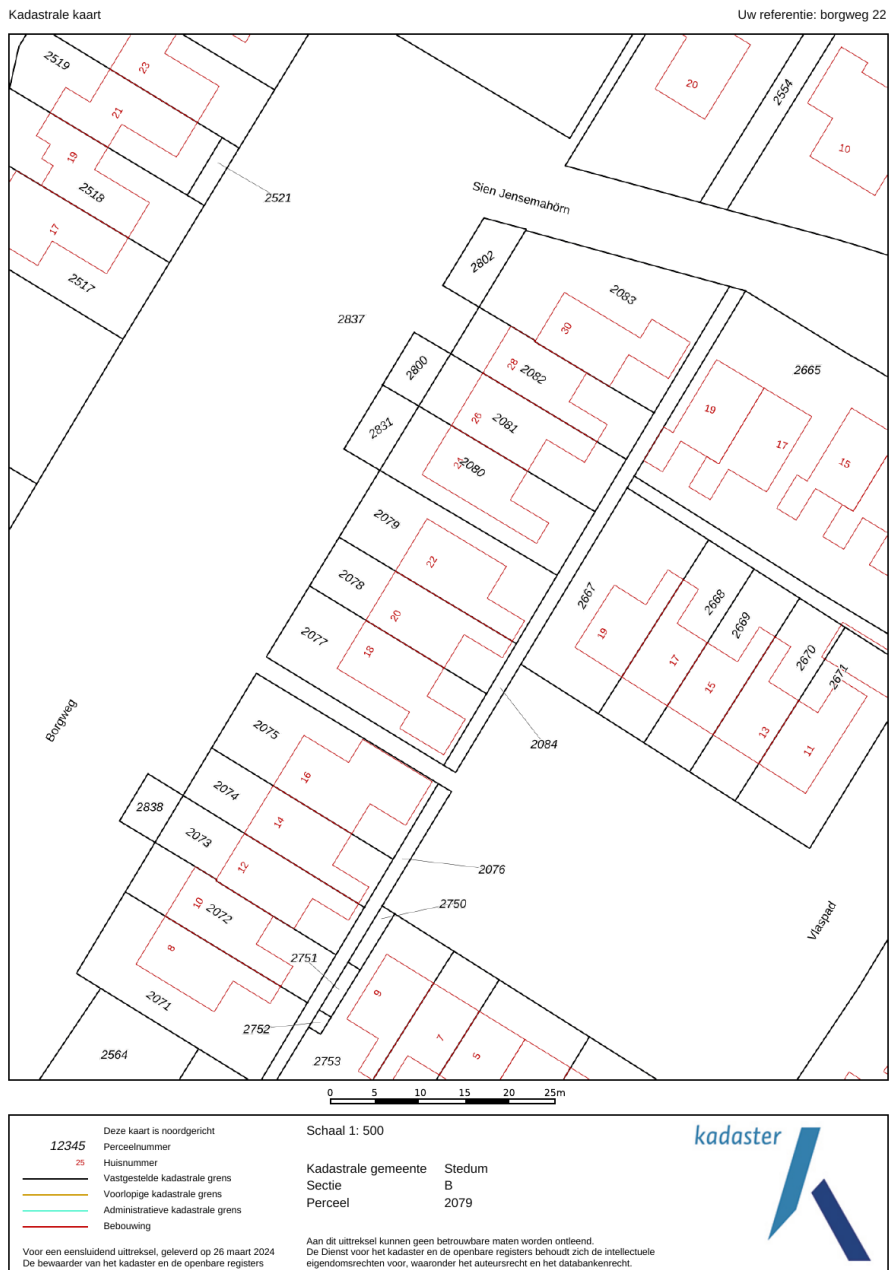 Kadastrale kaart
Uw referentie: borgweg 22
2519
23
21
19
2518
17
2517
2521
20
2554
10
Sien Jensemahörn
2802
2083
30
2837
28
2082
2800
26
2081
2831
24
2080
2665
19
17
15
2079
22
2078
20
2077
18
2667
2668
2669
2670
2671
19
17
15
13
11
2084
Borgweg
2075
16
2074
14
2838
2073
12
2076
10
2072
2750
8
2751
2071
2752
9
7
5
2564
2753
Vlaspad
0 5 10 15 20 25m
Deze kaart is noordgericht
12345 Perceelnummer
25 Huisnummer
Vastgestelde kadastrale grens
Voorlopige kadastrale grens
Administratieve kadastrale grens
Bebouwing
Voor een eensluidend uittreksel, geleverd op 26 maart 2024
De bewaarder van het kadaster en de openbare registers
Schaal 1: 500
Kadastrale gemeente Stedum
Sectie B
Perceel 2079
Aan dit uittreksel kunnen geen betrouwbare maten worden ontleend.
De Dienst voor het kadaster en de openbare registers behoudt zich de intellectuele
eigendomsrechten voor, waaronder het auteursrecht en het databankenrecht.
kadaster